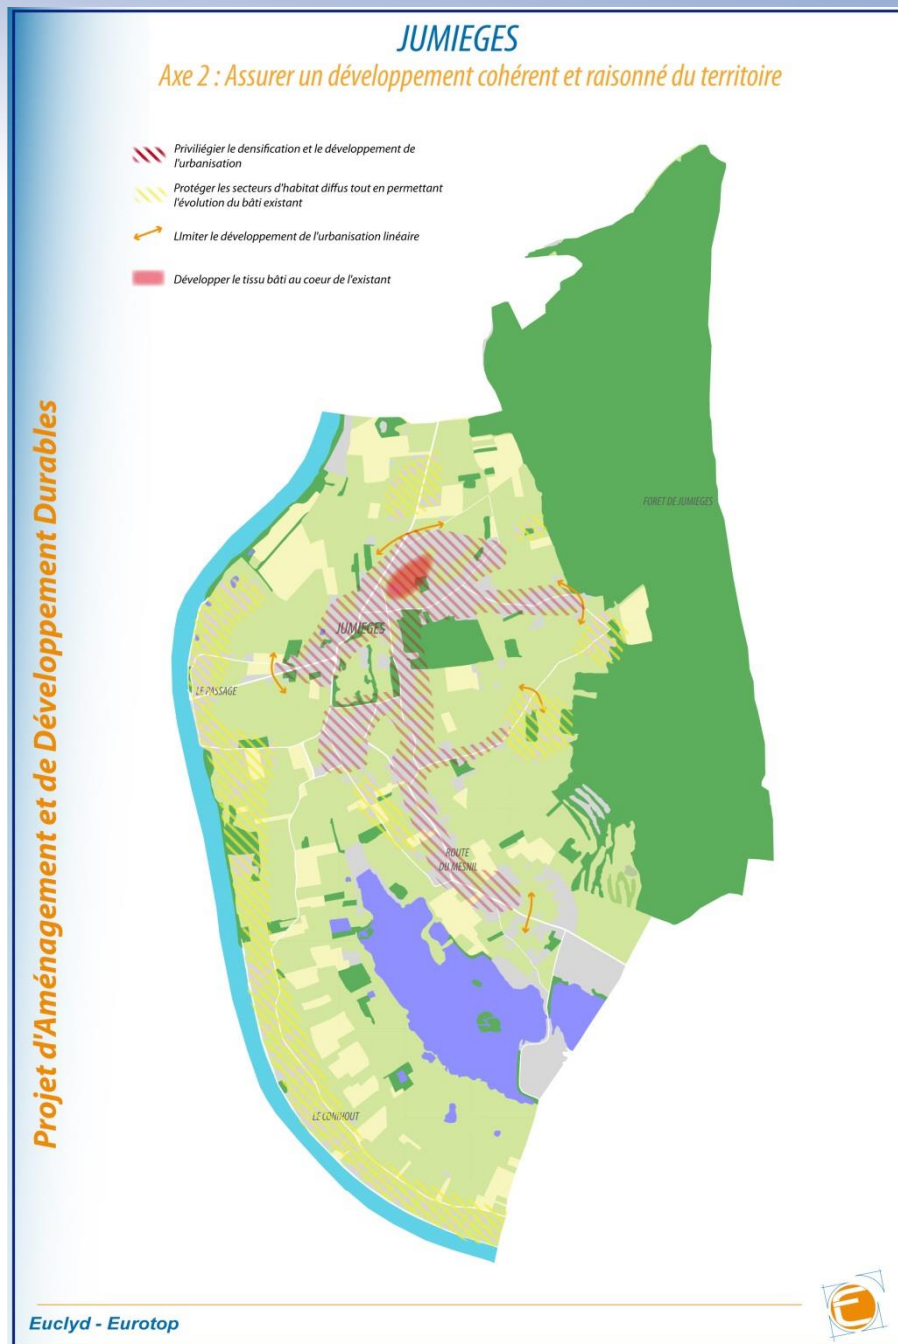 JUMIEGES
Axe 2 : Assurer un développement cohérent et raisonné du territoire
Priviliégier le densification et le développement de
l'urbanisation
Protéger les secteurs d'habitat diffus tout en permettant
l'évolution du bâti existant
LImiter le développement de l'urbanisation linéaire
Développer le tissu bâti au coeur de l'existant
Projet d'Aménagement et de Développement Durables
FORET DE JUMIEGES
JUMIEGES
LE PASSAGE
ROUTE
DU MESNIL
LE CONIHOUT
Euclyd - Eurotop